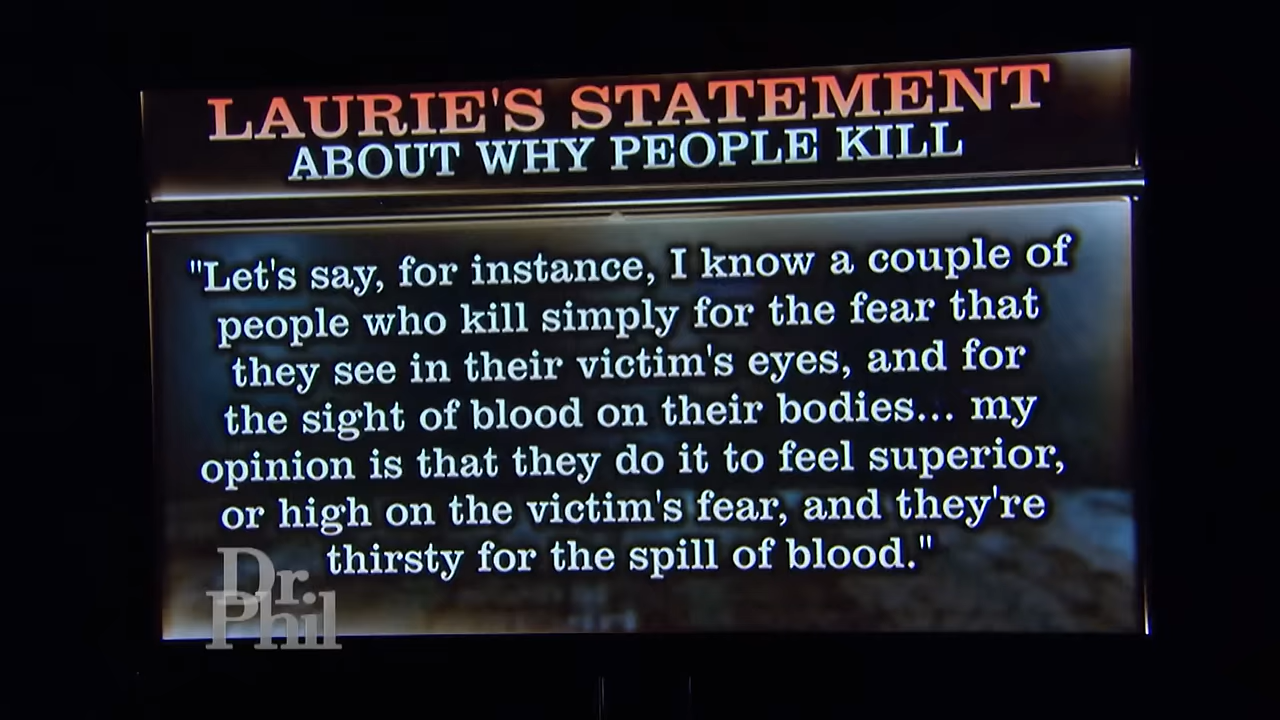 LAURIE'S STATEMENT
ABOUT WHY PEOPLE KILL
"Let's say, for instance, I know a couple of
people who kill simply for the fear that
they see in their victim's eyes, and for
the sight of blood on their bodies... my
opinion is that they do it to feel superior,
or high on the victim's fear, and they're
thirsty for the spill of blood."
Dr.
Phil